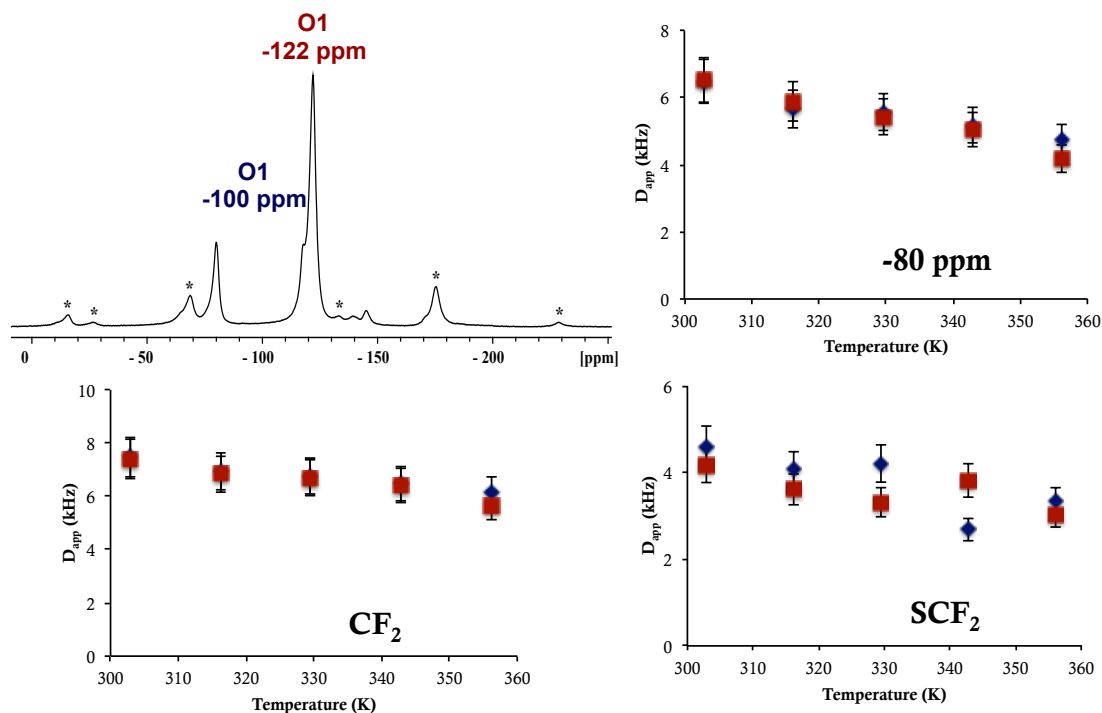 O1
-122 ppm
O1
-100 ppm
* * * * * *
0 - 50 - 100 - 150 - 200 [ppm]
8
6
4
2
0
D_app (kHz)
-80 ppm
300 310 320 330 340 350 360
Temperature (K)
10
8
6
4
2
0
D_app (kHz)
CF₂
300 310 320 330 340 350 360
Temperature (K)
6
4
2
0
D_app (kHz)
SCF₂
300 310 320 330 340 350 360
Temperature (K)